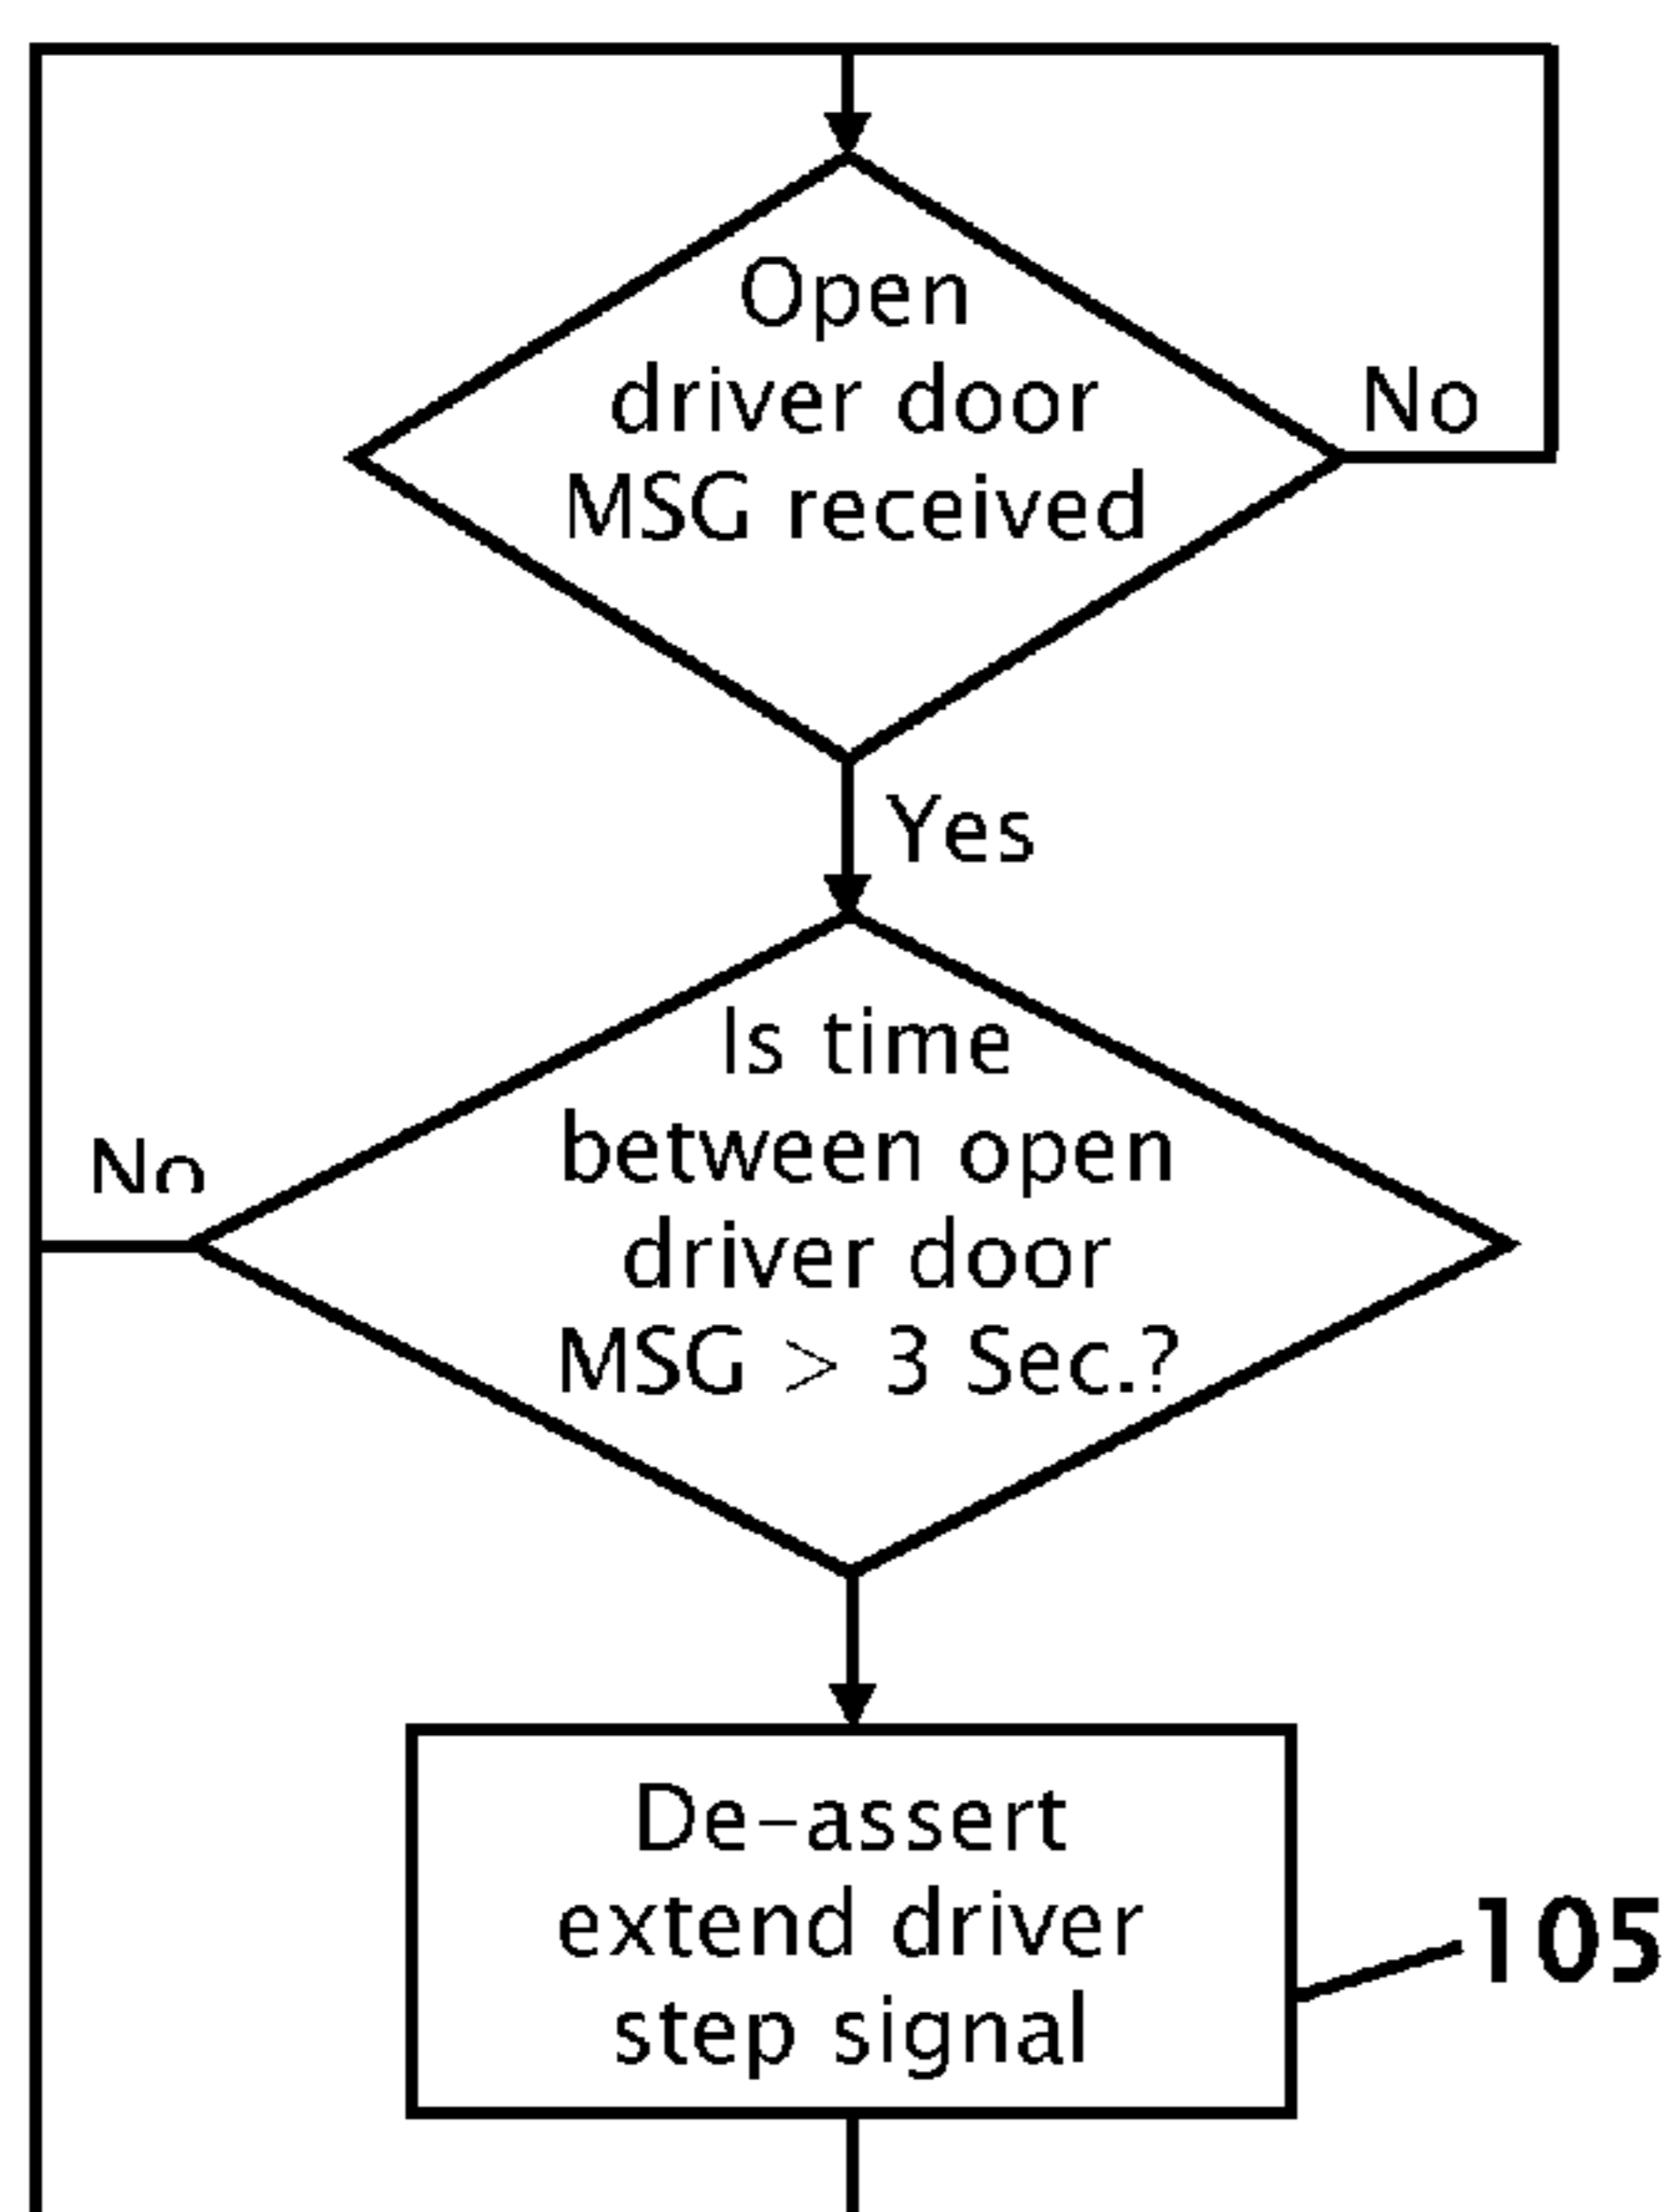 Open
driver door
MSG received
No
Yes
Is time
between open
driver door
MSG > 3 Sec.?
No
De-assert
extend driver
step signal
105